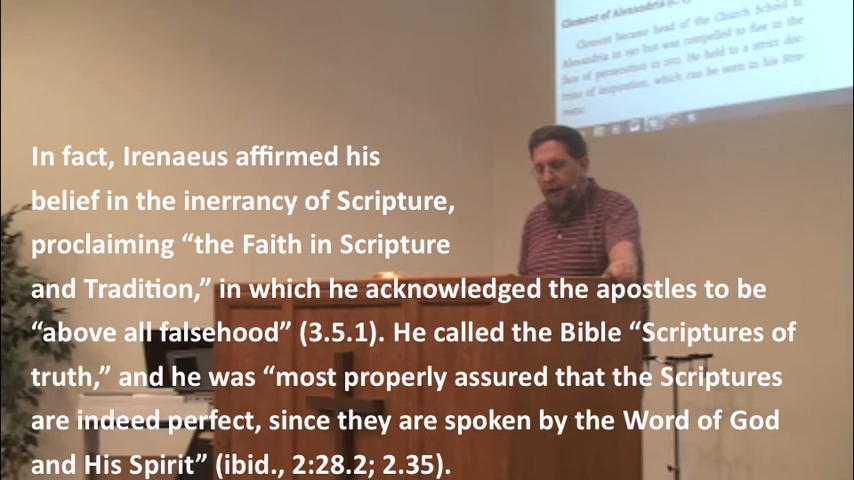 Clement of Alexandria (c.
Clement became head of the Church School in
Alexandria in 190 but was compelled to flee in the
face of persecution in 202. He held to a strict doc-
trine of inspiration, which can be seen in his Stro-
mata:
In fact, Irenaeus affirmed his
belief in the inerrancy of Scripture,
proclaiming “the Faith in Scripture
and Tradition,” in which he acknowledged the apostles to be
“above all falsehood” (3.5.1). He called the Bible “Scriptures of
truth,” and he was “most properly assured that the Scriptures
are indeed perfect, since they are spoken by the Word of God
and His Spirit” (ibid., 2:28.2; 2.35).